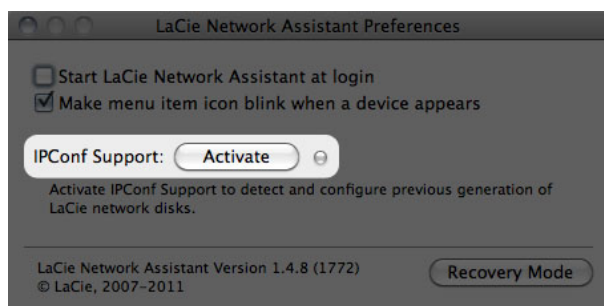 LaCie Network Assistant Preferences
Start LaCie Network Assistant at login
Make menu item icon blink when a device appears
IPConf Support: Activate
Activate IPConf Support to detect and configure previous generation of
LaCie network disks.
LaCie Network Assistant Version 1.4.8 (1772)
© LaCie, 2007–2011
Recovery Mode